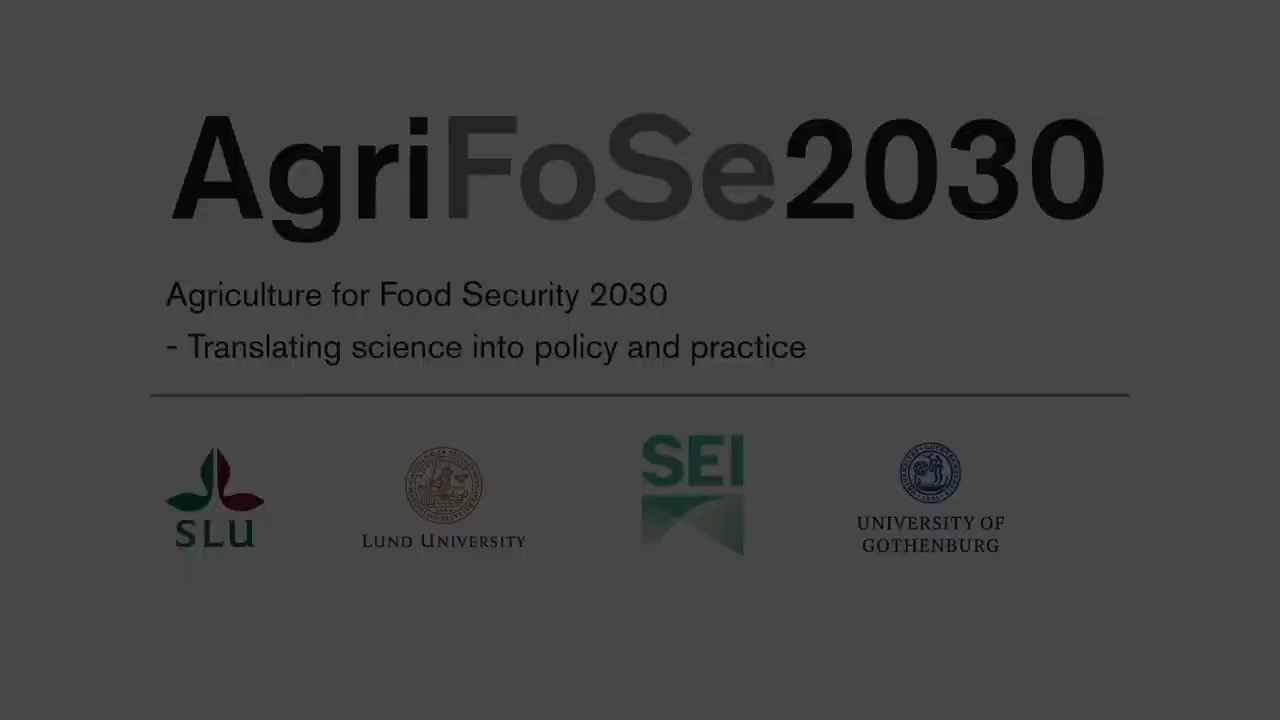 AgriFoSe2030
Agriculture for Food Security 2030
- Translating science into policy and practice
SLU
LUND UNIVERSITY
SEI
UNIVERSITY OF
GOTHENBURG